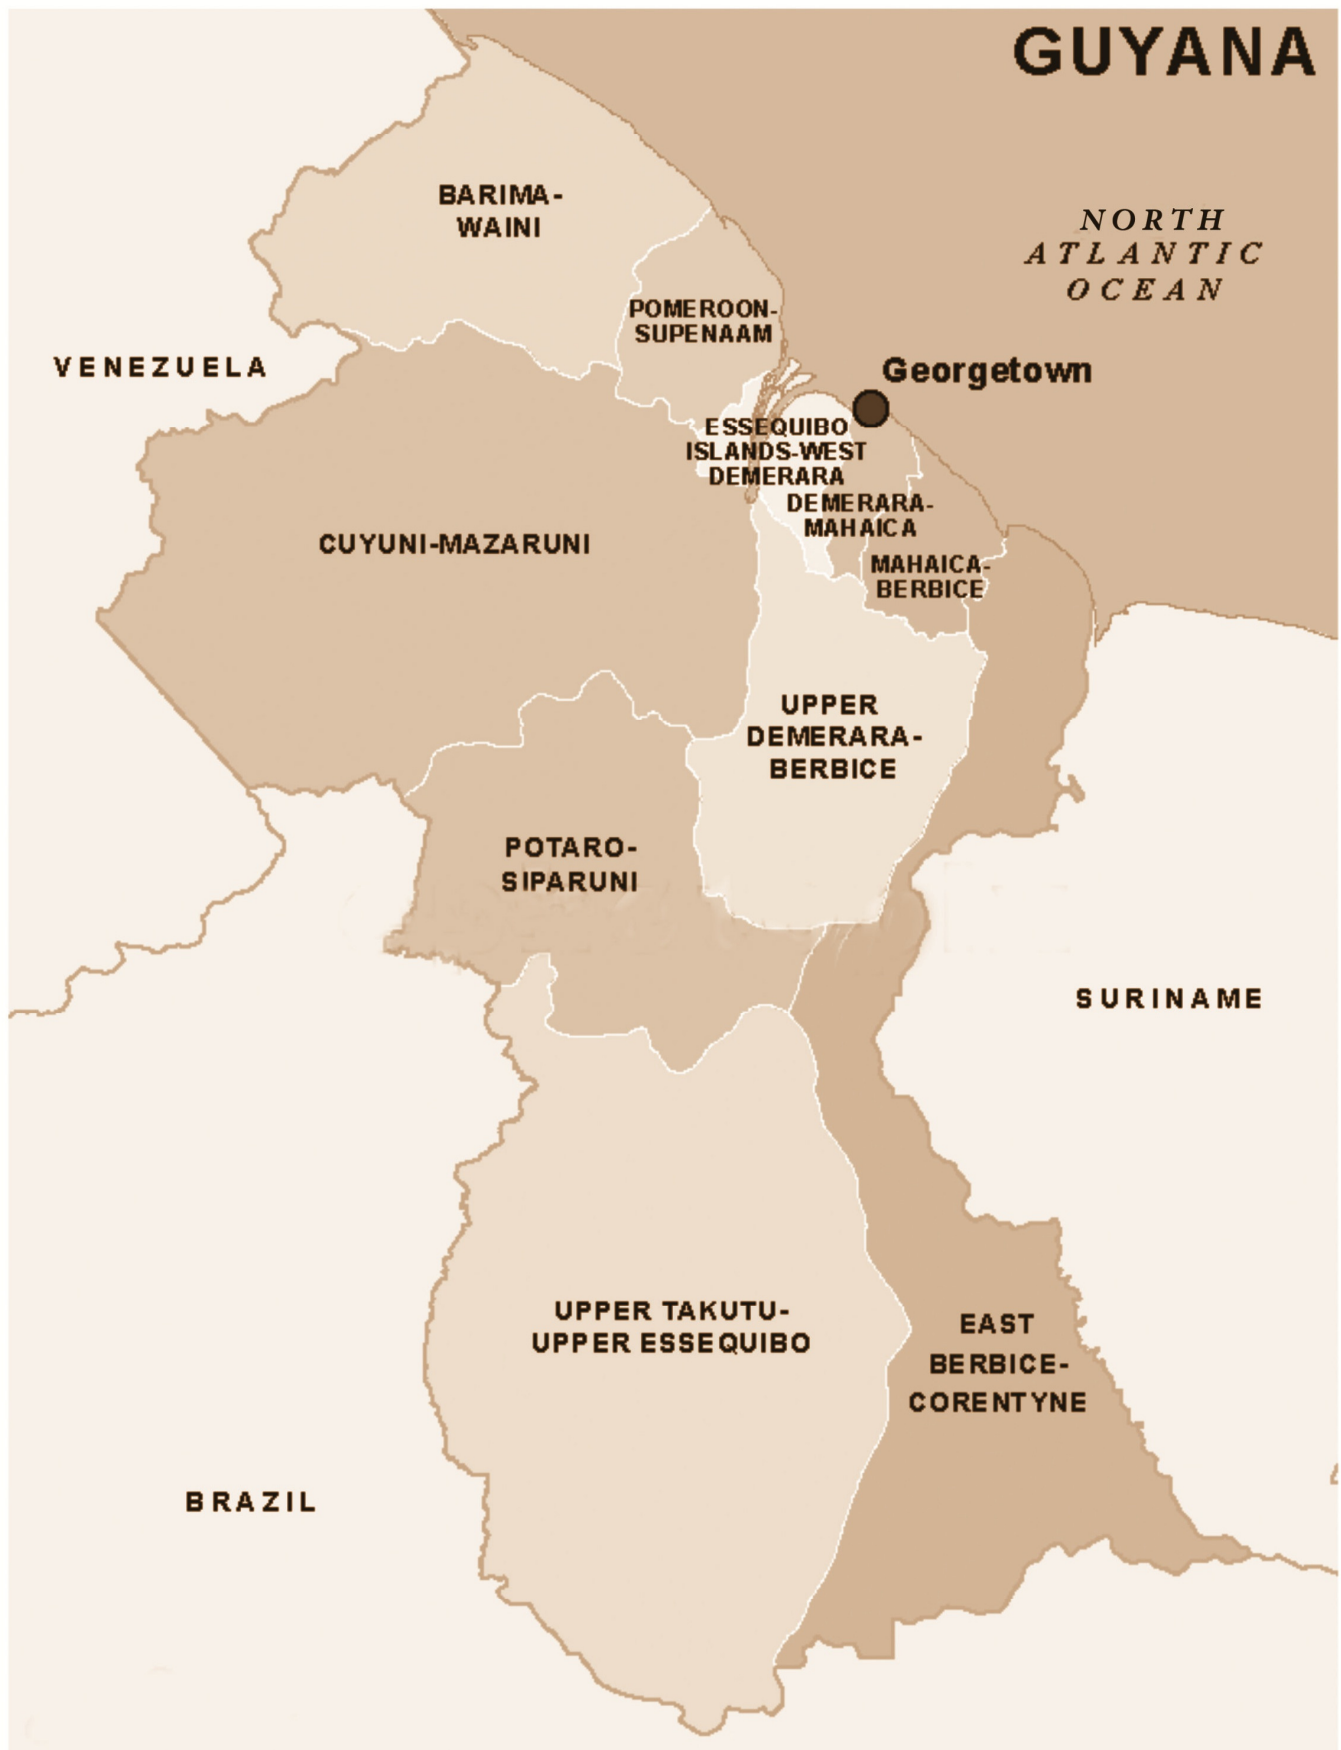 GUYANA
BARIMA-
WAINI
NORTH
ATLANTIC
OCEAN
POMEROON-
SUPENAAM
VENEZUELA
Georgetown
ESSEQUIBO
ISLANDS-WEST
DEMERARA
DEMERARA-
MAHAICA
CUYUNI-MAZARUNI
MAHAICA-
BERBICE
UPPER
DEMERARA-
BERBICE
POTARO-
SIPARUNI
SURINAME
UPPER TAKUTU-
UPPER ESSEQUIBO
EAST
BERBICE-
CORENTYNE
BRAZIL